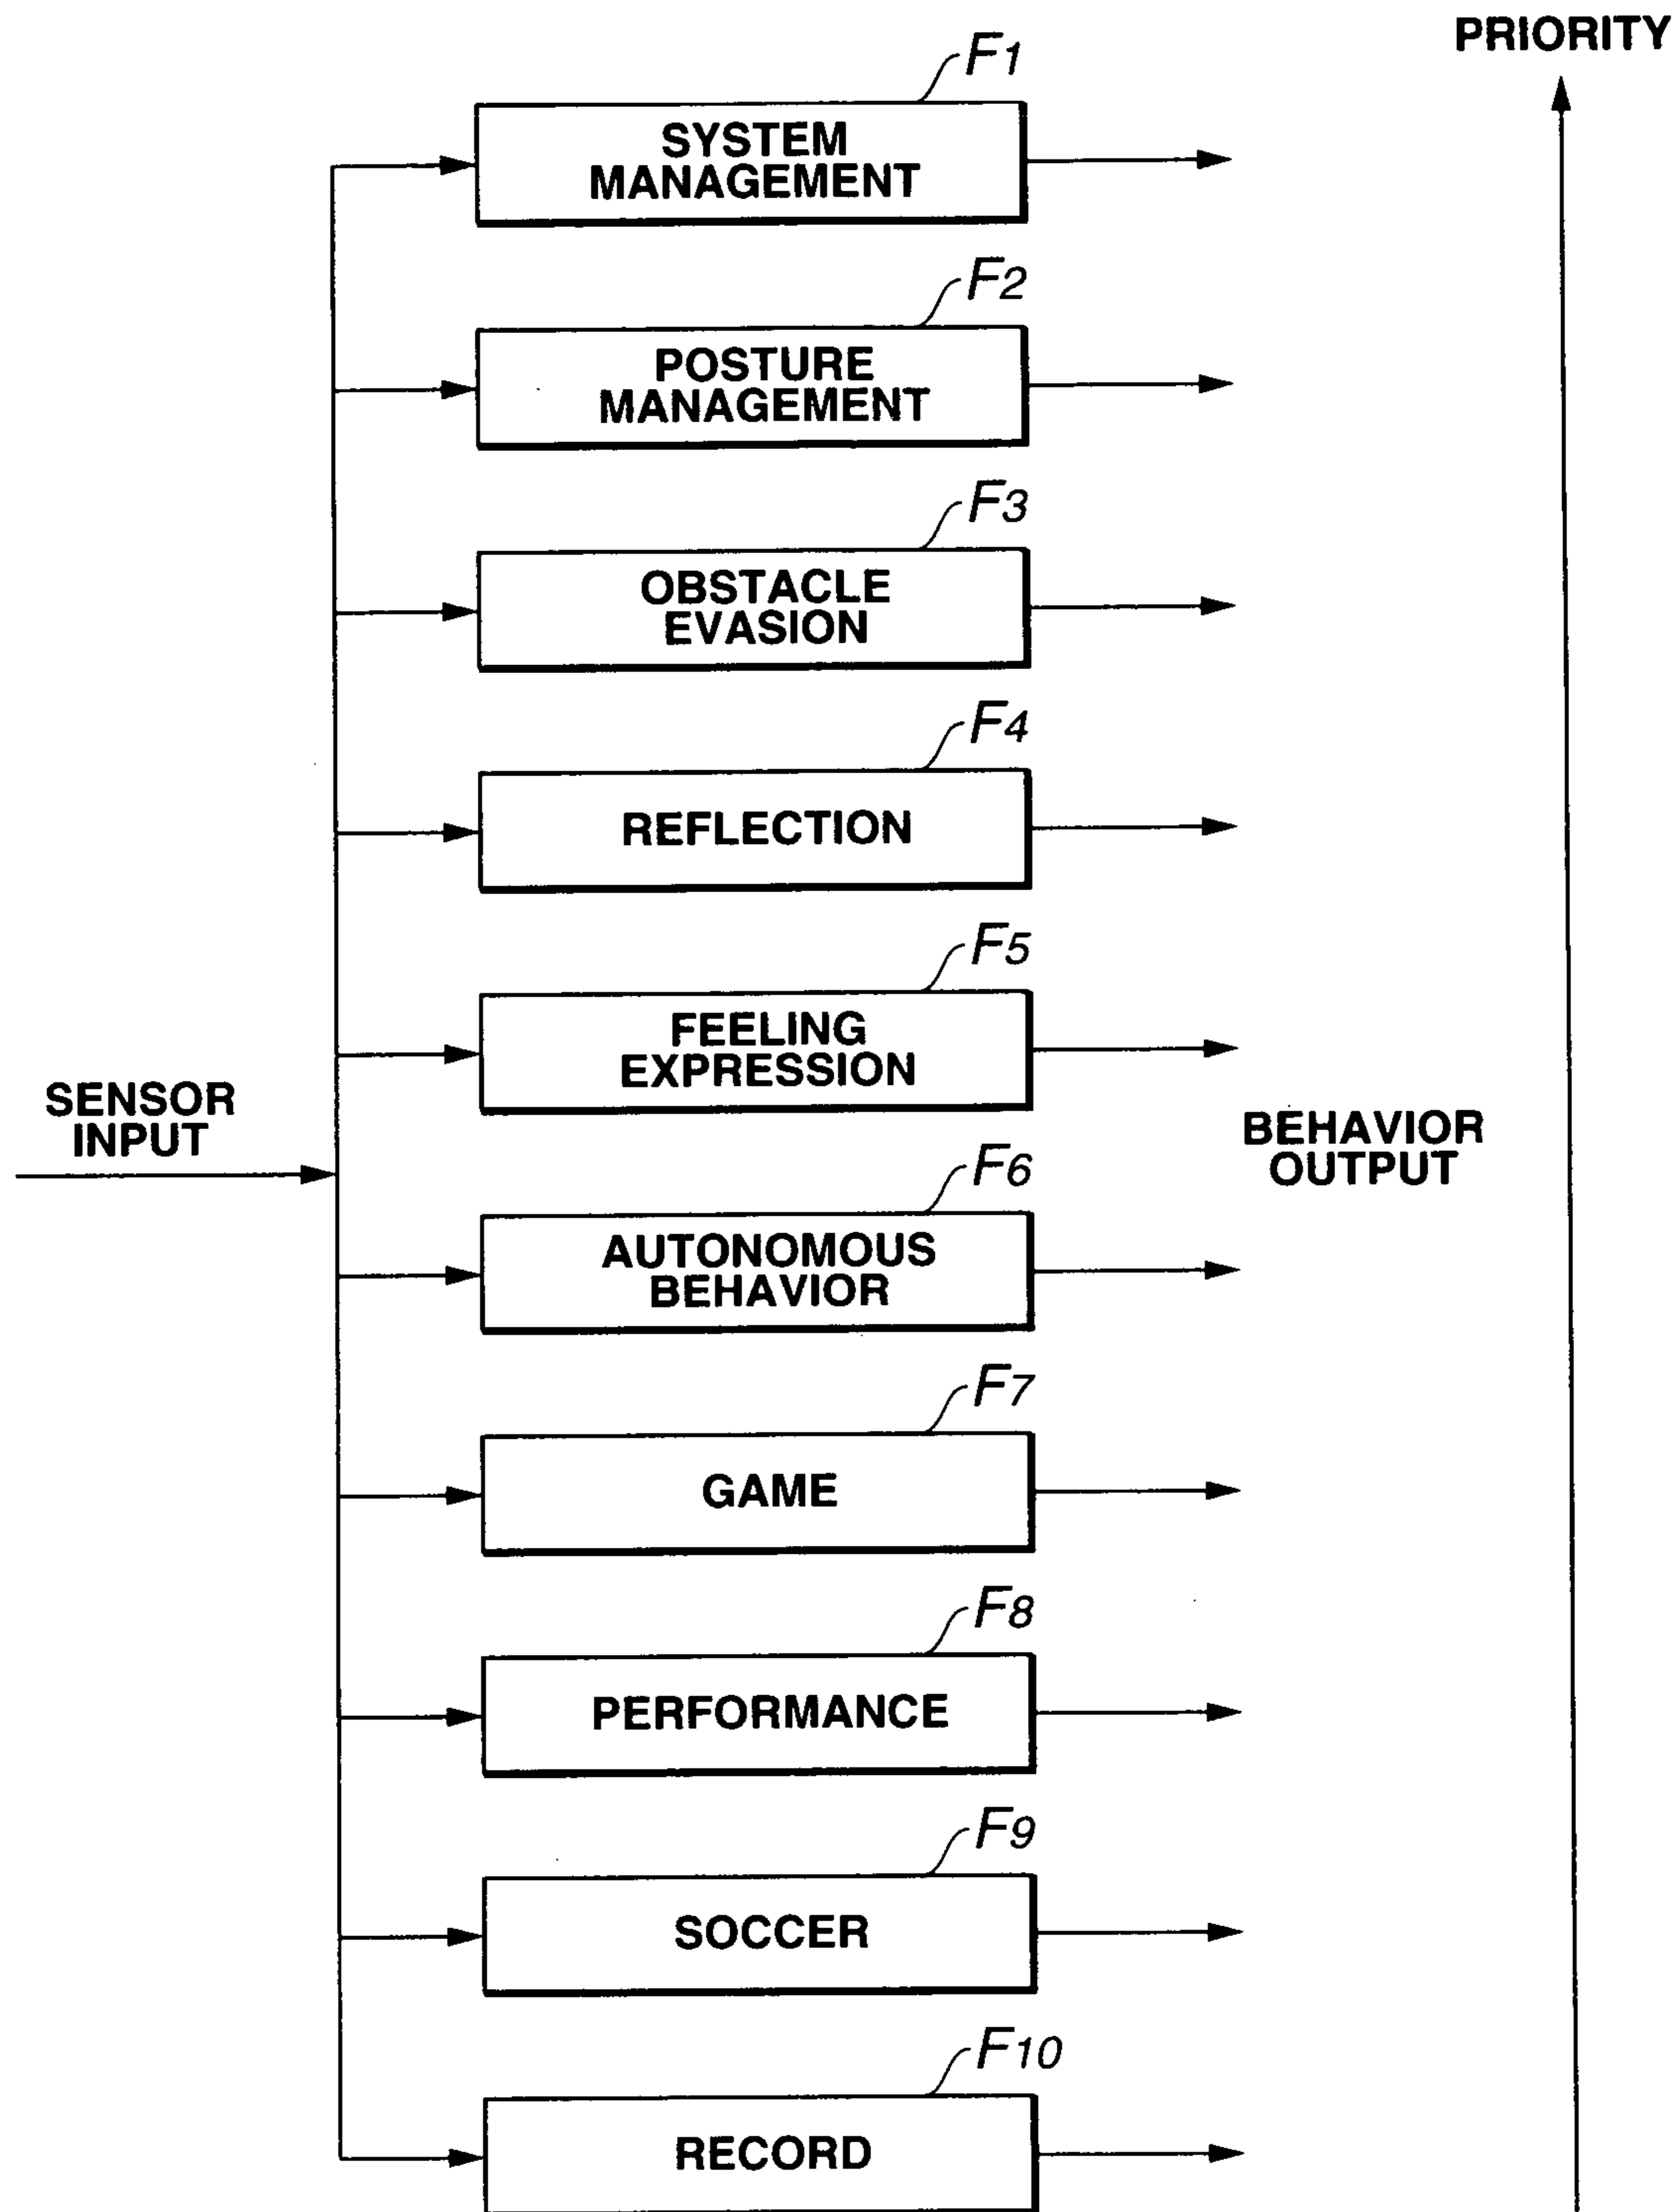 PRIORITY
F1
SYSTEM
MANAGEMENT
F2
POSTURE
MANAGEMENT
F3
OBSTACLE
EVASION
F4
REFLECTION
F5
FEELING
EXPRESSION
SENSOR
INPUT
BEHAVIOR
OUTPUT
F6
AUTONOMOUS
BEHAVIOR
F7
GAME
F8
PERFORMANCE
F9
SOCCER
F10
RECORD